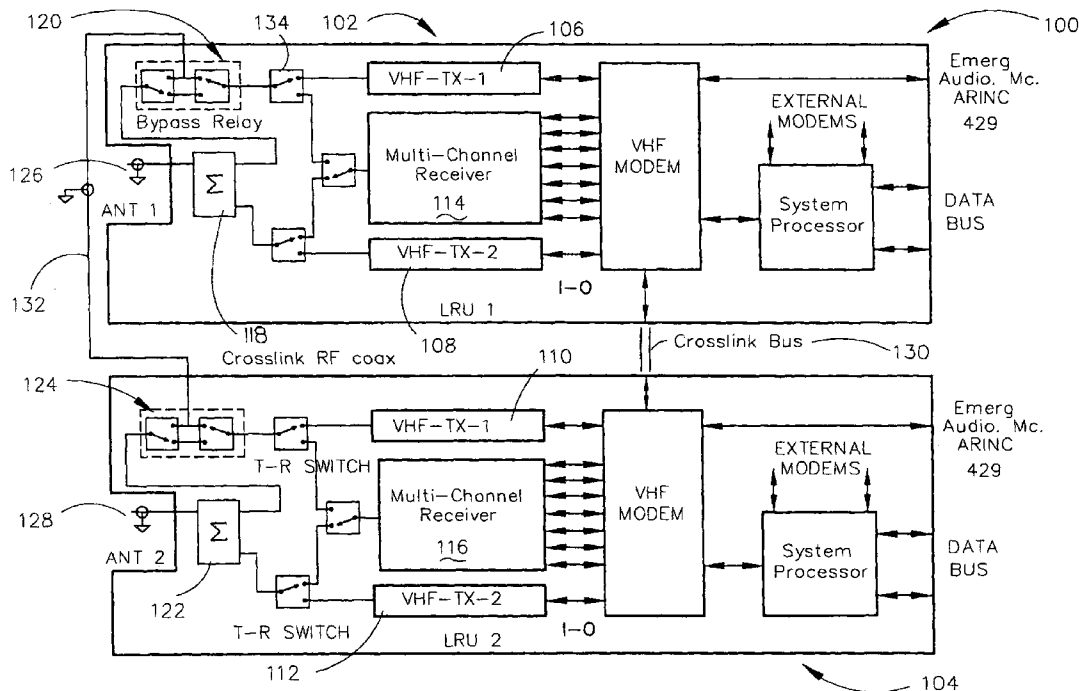 120
134
102
106
100
VHF-TX-1
Emerg
Audio. Mc.
ARINC
429
EXTERNAL
MODEMS
Bypass Relay
Multi-Channel
Receiver
114
VHF
MODEM
126
ANT 1
Σ
System
Processor
DATA
BUS
VHF-TX-2
I-O
132
LRU 1
118
108
Crosslink RF coax
Crosslink Bus
130
110
124
VHF-TX-1
Emerg
Audio. Mc.
ARINC
429
T-R SWITCH
EXTERNAL
MODEMS
Multi-Channel
Receiver
116
VHF
MODEM
128
ANT 2
Σ
System
Processor
DATA
BUS
122
VHF-TX-2
T-R SWITCH
I-O
LRU 2
112
104